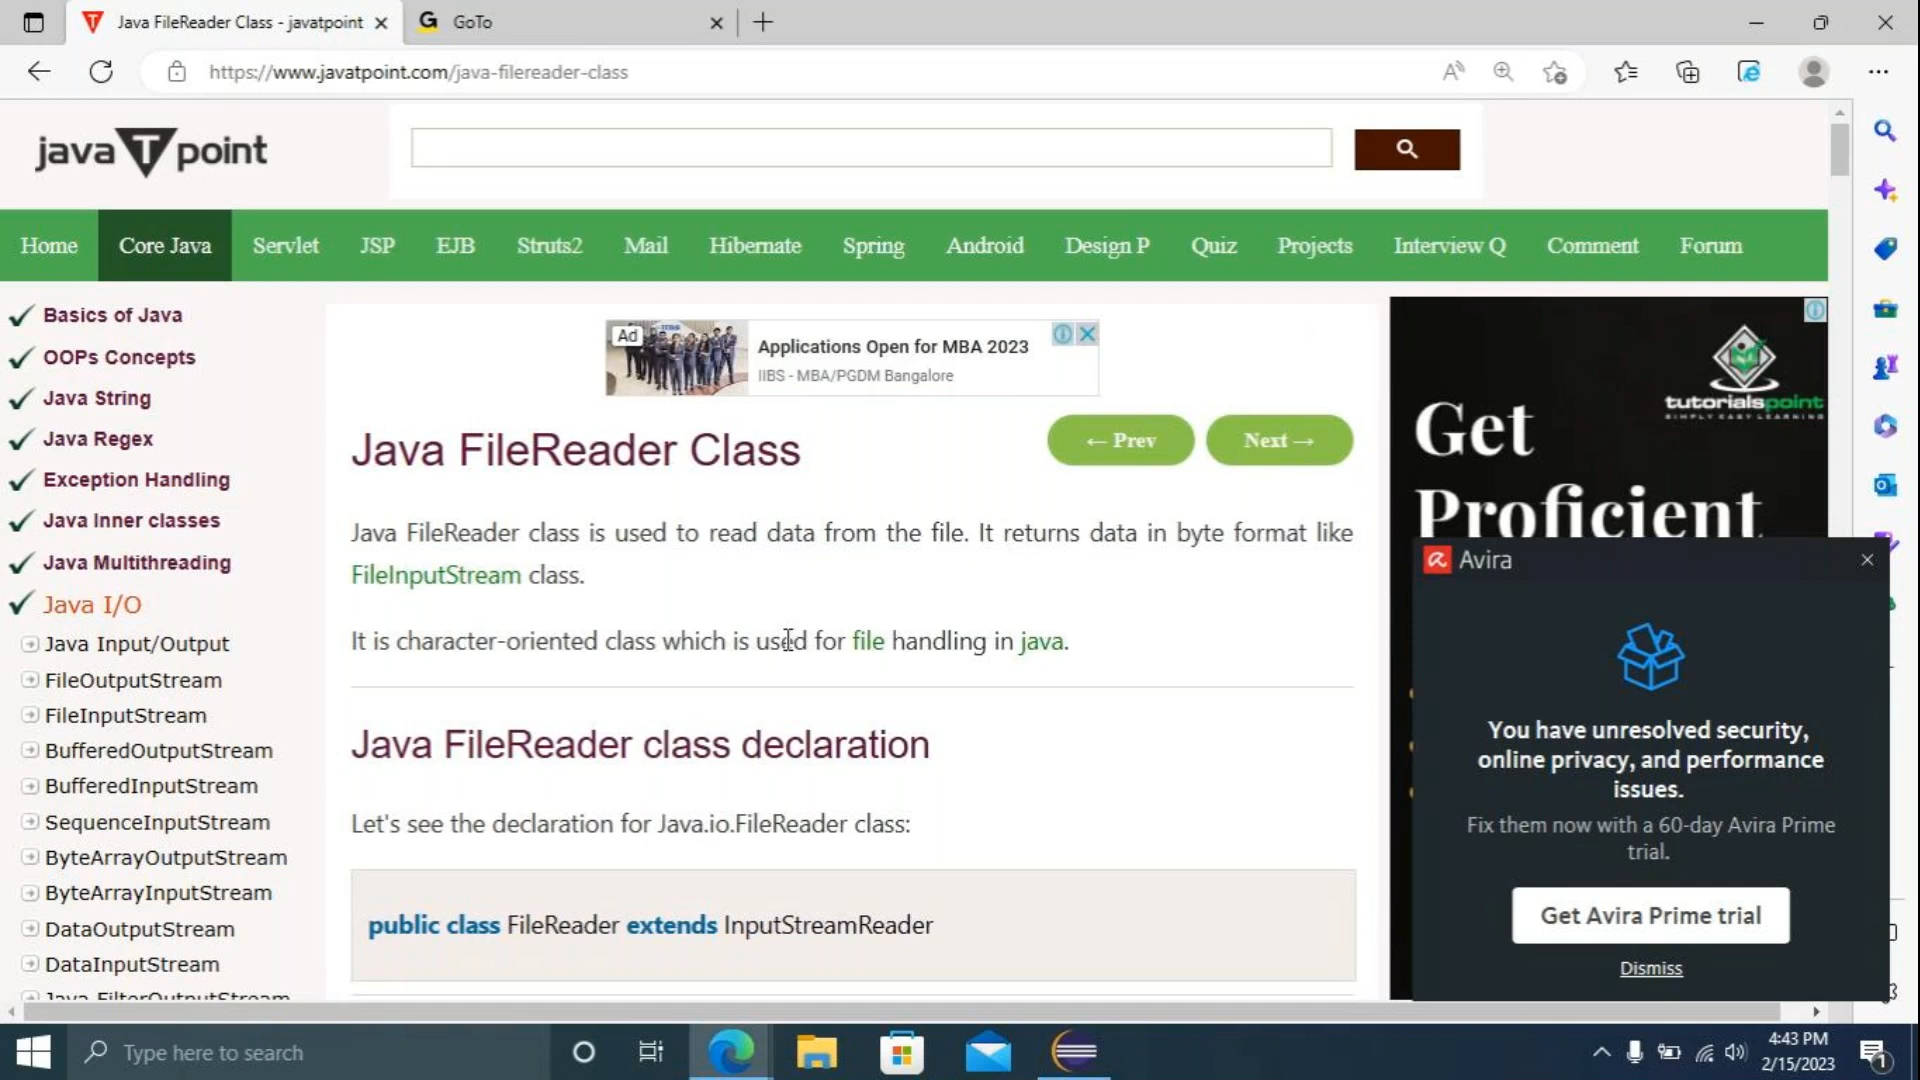 Java FileReader Class - javatpoint
GoTo
https://www.javatpoint.com/java-filereader-class
java T point
Home Core Java Servlet JSP EJB Struts2 Mail Hibernate Spring Android Design P Quiz Projects Interview Q Comment Forum
Basics of Java
OOPs Concepts
Java String
Java Regex
Exception Handling
Java Inner classes
Java Multithreading
Java I/O
Java Input/Output
FileOutputStream
FileInputStream
BufferedOutputStream
BufferedInputStream
SequenceInputStream
ByteArrayOutputStream
ByteArrayInputStream
DataOutputStream
DataInputStream
Java FilterOutputStream
Ad
Applications Open for MBA 2023
IIBS - MBA/PGDM Bangalore
Java FileReader Class
← Prev
Next →
Java FileReader class is used to read data from the file. It returns data in byte format like
FileInputStream class.
It is character-oriented class which is used for file handling in java.
Java FileReader class declaration
Let's see the declaration for Java.io.FileReader class:
public class FileReader extends InputStreamReader
tutorialspoint
SIMPLY EASY LEARNING
Get
Proficient
Avira
You have unresolved security,
online privacy, and performance
issues.
Fix them now with a 60-day Avira Prime
trial.
Get Avira Prime trial
Dismiss
Type here to search
4:43 PM
2/15/2023
1